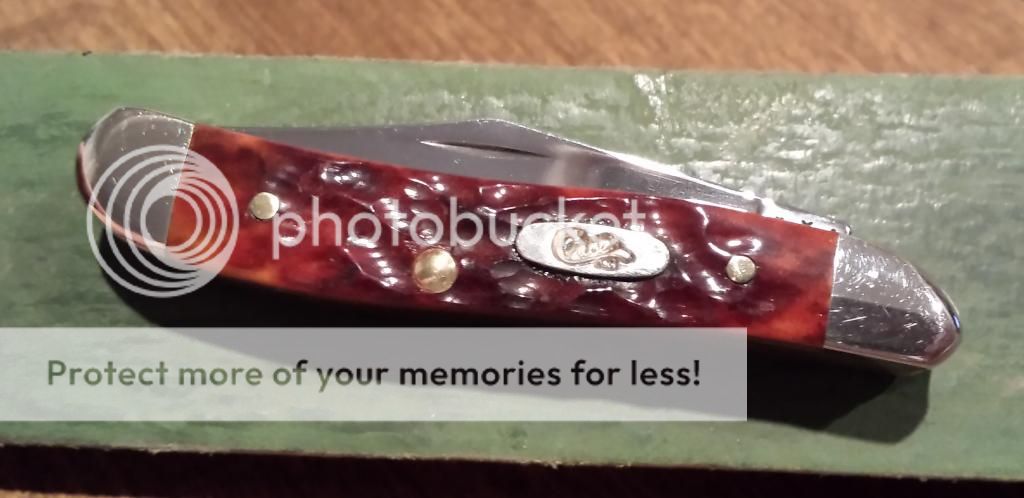 photobucket
Protect more of your memories for less!